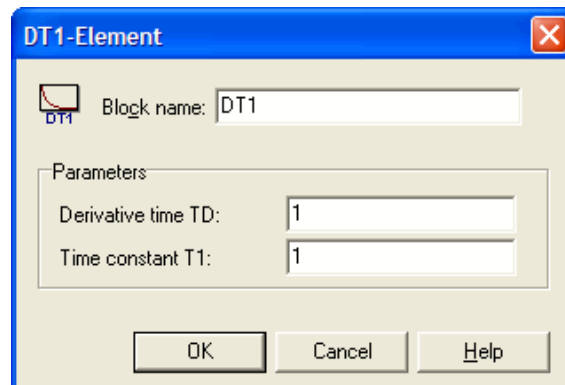 DT1-Element
DT1
Block name: DT1
Parameters
Derivative time TD: 1
Time constant T1: 1
OK Cancel Help